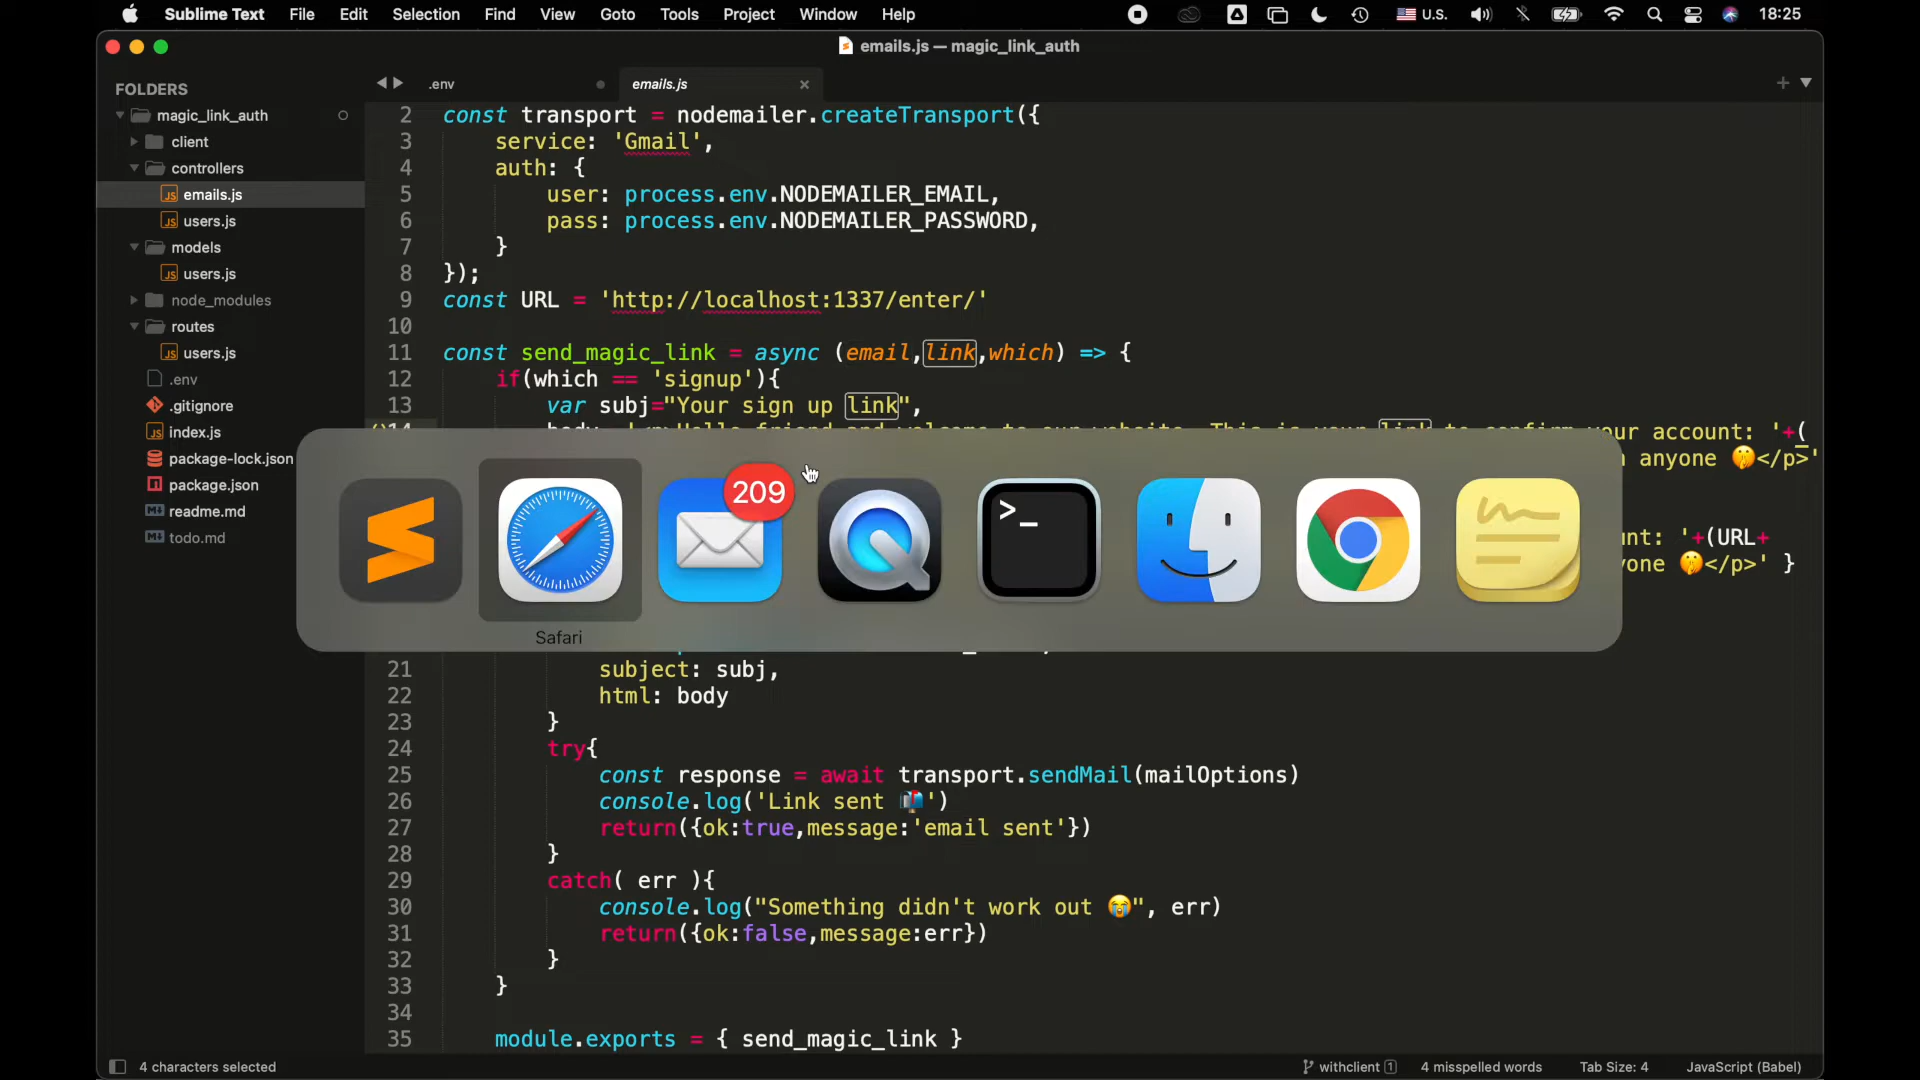 Sublime Text File Edit Selection Find View Goto Tools Project Window Help U.S. 18:25
emails.js — magic_link_auth
FOLDERS
magic_link_auth
client
controllers
emails.js
users.js
models
users.js
node_modules
routes
users.js
.env
.gitignore
index.js
package-lock.json
package.json
readme.md
todo.md
.env emails.js
2 const transport = nodemailer.createTransport({
3 service: 'Gmail',
4 auth: {
5 user: process.env.NODEMAILER_EMAIL,
6 pass: process.env.NODEMAILER_PASSWORD,
7 }
8 });
9 const URL = 'http://localhost:1337/enter/'
10
11 const send_magic_link = async (email,link,which) => {
12 if(which == 'signup'){
13 var subj="Your sign up link",
ur account: '+(
anyone 🤫</p>'
209
nt: '+(URL+
yone 🤫</p>' }
Safari
21 subject: subj,
22 html: body
23 }
24 try{
25 const response = await transport.sendMail(mailOptions)
26 console.log('Link sent 📬')
27 return({ok:true,message:'email sent'})
28 }
29 catch( err ){
30 console.log("Something didn't work out 😭", err)
31 return({ok:false,message:err})
32 }
33 }
34
35 module.exports = { send_magic_link }
4 characters selected withclient 1 4 misspelled words Tab Size: 4 JavaScript (Babel)